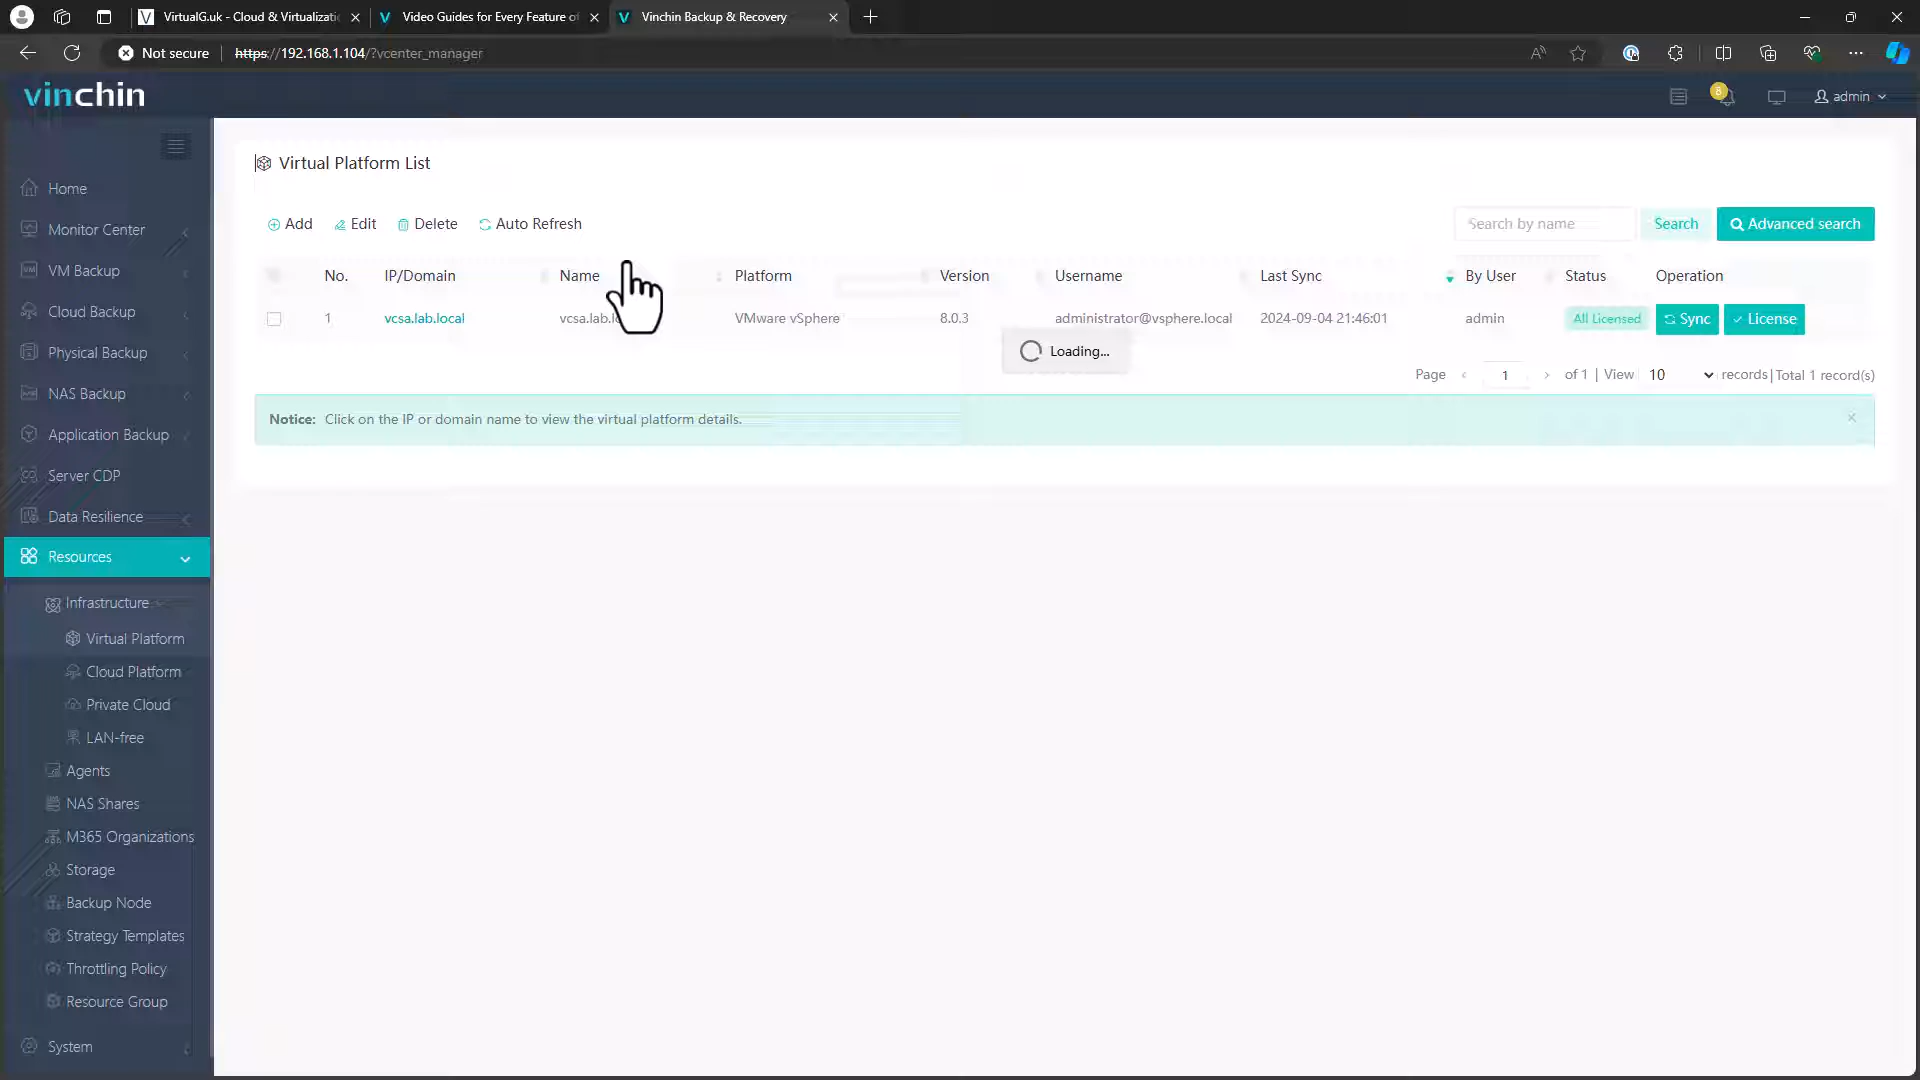 VirtualG.uk - Cloud & Virtualizati
Video Guides for Every Feature of
Vinchin Backup & Recovery
Not secure
https://192.168.1.104/?vcenter_manager
vinchin
8
admin
Virtual Platform List
Home
Monitor Center
VM Backup
Cloud Backup
Physical Backup
NAS Backup
Application Backup
Server CDP
Data Resilience
Resources
Infrastructure
Virtual Platform
Cloud Platform
Private Cloud
LAN-free
Agents
NAS Shares
M365 Organizations
Storage
Backup Node
Strategy Templates
Throttling Policy
Resource Group
System
Add Edit Delete Auto Refresh Search by name Search Advanced search
No. IP/Domain Name Platform Version Username Last Sync By User Status Operation
1 vcsa.lab.local vcsa.lab.lo VMware vSphere 8.0.3 administrator@vsphere.local 2024-09-04 21:46:01 admin All Licensed Sync License
Loading...
Page 1 of 1 | View 10 records | Total 1 record(s)
Notice: Click on the IP or domain name to view the virtual platform details.